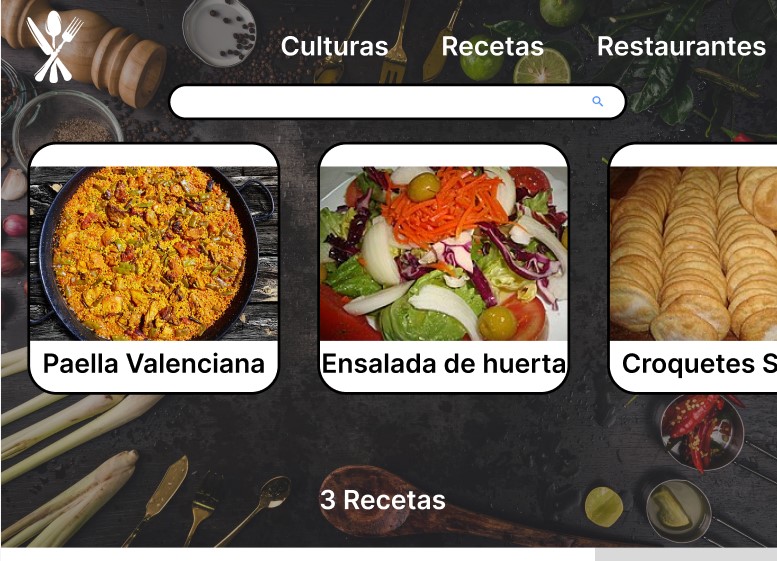 Culturas Recetas Restaurantes
Paella Valenciana
Ensalada de huerta
Croquetes S
3 Recetas